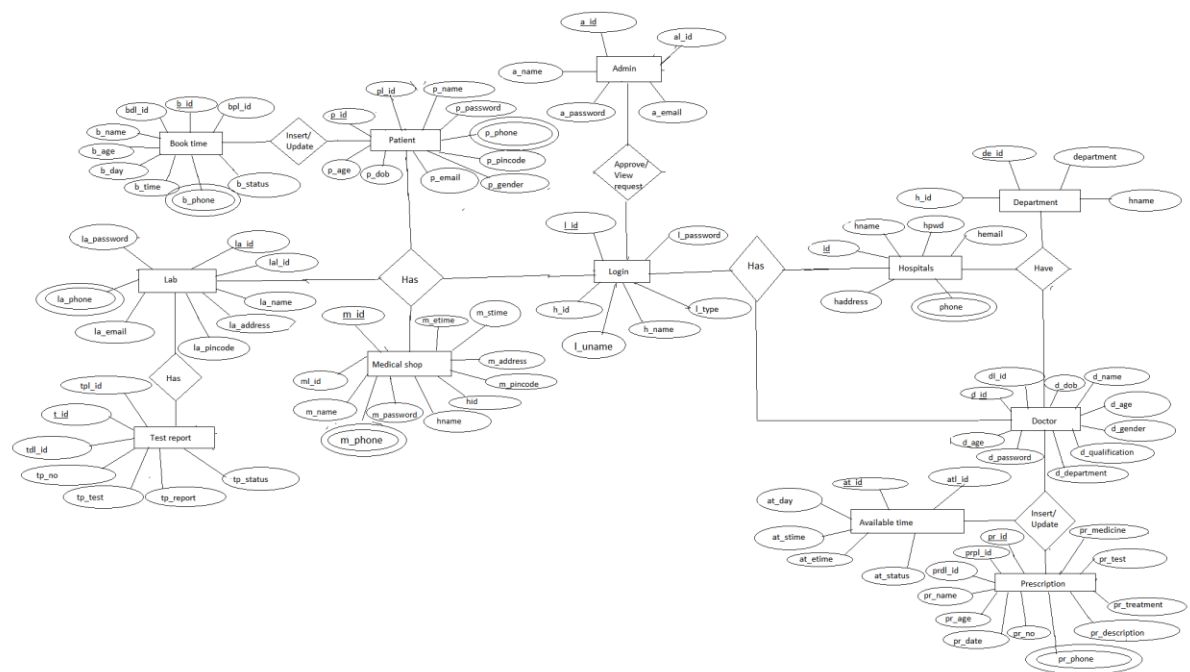 a_id
al_id
a_name
Admin
a_password
a_email
bdl_id
b_id
bpl_id
b_name
Book time
b_age
b_day
b_time
b_phone
b_status
Insert/
Update
pl_id
p_name
p_id
p_password
Patient
p_phone
p_pincode
p_age
p_dob
p_email
p_gender
Approve/
View
request
de_id
department
h_id
Department
hname
la_password
la_id
Lab
lal_id
la_phone
la_name
la_email
la_address
la_pincode
Has
l_id
l_password
Login
h_id
l_type
h_name
l_uname
Has
hname
hpwd
hemail
id
Hospitals
haddress
phone
Have
m_id
m_etime
m_stime
Medical shop
m_address
ml_id
m_pincode
m_name
m_password
hname
hid
m_phone
Has
tpl_id
t_id
Test report
tdl_id
tp_no
tp_test
tp_report
tp_status
dl_id
d_dob
d_name
d_id
d_age
Doctor
d_gender
d_age
d_password
d_qualification
d_department
at_id
atl_id
at_day
Available time
at_stime
at_etime
at_status
Insert/
Update
pr_id
pr_medicine
prpl_id
pr_test
prdl_id
Prescription
pr_name
pr_treatment
pr_age
pr_date
pr_no
pr_description
pr_phone